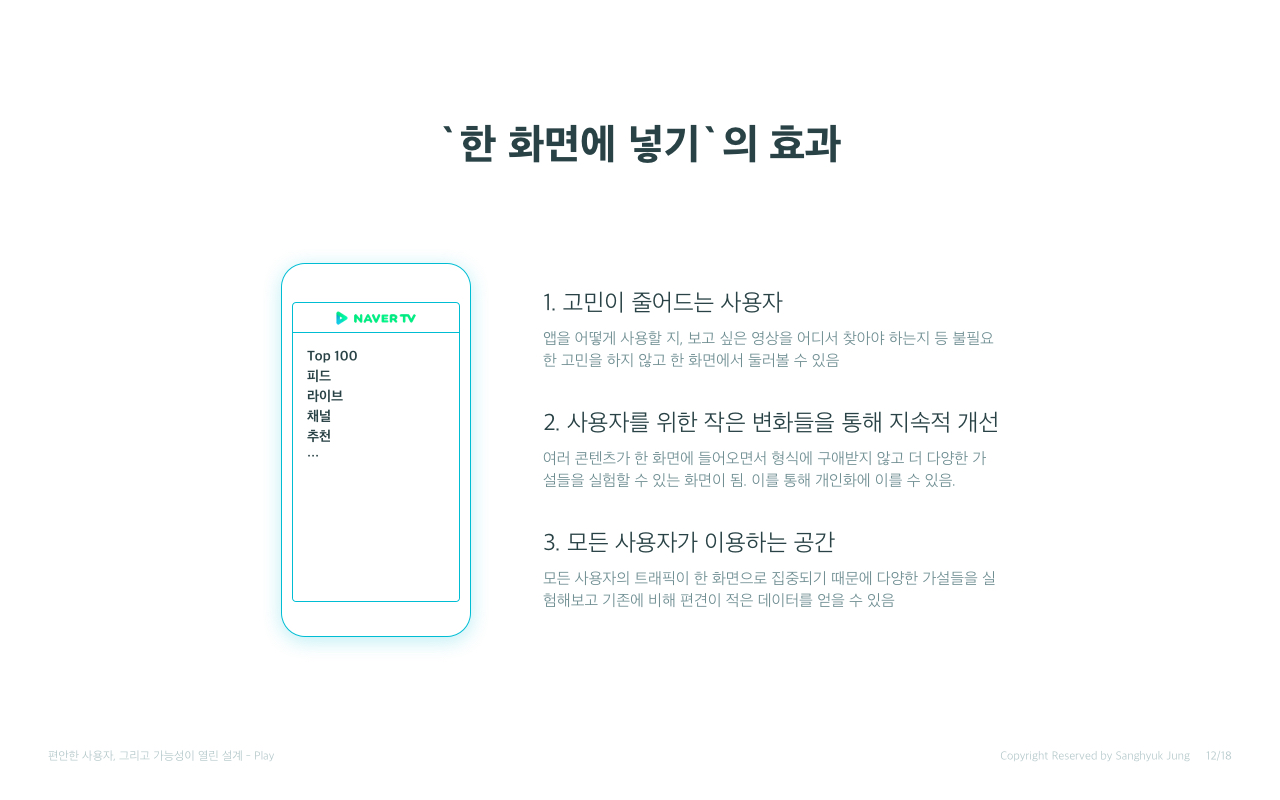 `한 화면에 넣기`의 효과
NAVER TV
Top 100
피드
라이브
채널
추천
...
1. 고민이 줄어드는 사용자
앱을 어떻게 사용할 지, 보고 싶은 영상을 어디서 찾아야 하는지 등 불필요
한 고민을 하지 않고 한 화면에서 둘러볼 수 있음
2. 사용자를 위한 작은 변화들을 통해 지속적 개선
여러 콘텐츠가 한 화면에 들어오면서 형식에 구애받지 않고 더 다양한 가
설들을 실험할 수 있는 화면이 됨. 이를 통해 개인화에 이를 수 있음.
3. 모든 사용자가 이용하는 공간
모든 사용자의 트래픽이 한 화면으로 집중되기 때문에 다양한 가설들을 실
험해보고 기존에 비해 편견이 적은 데이터를 얻을 수 있음
편안한 사용자, 그리고 가능성이 열린 설계 - Play
Copyright Reserved by Sanghyuk Jung 12/18